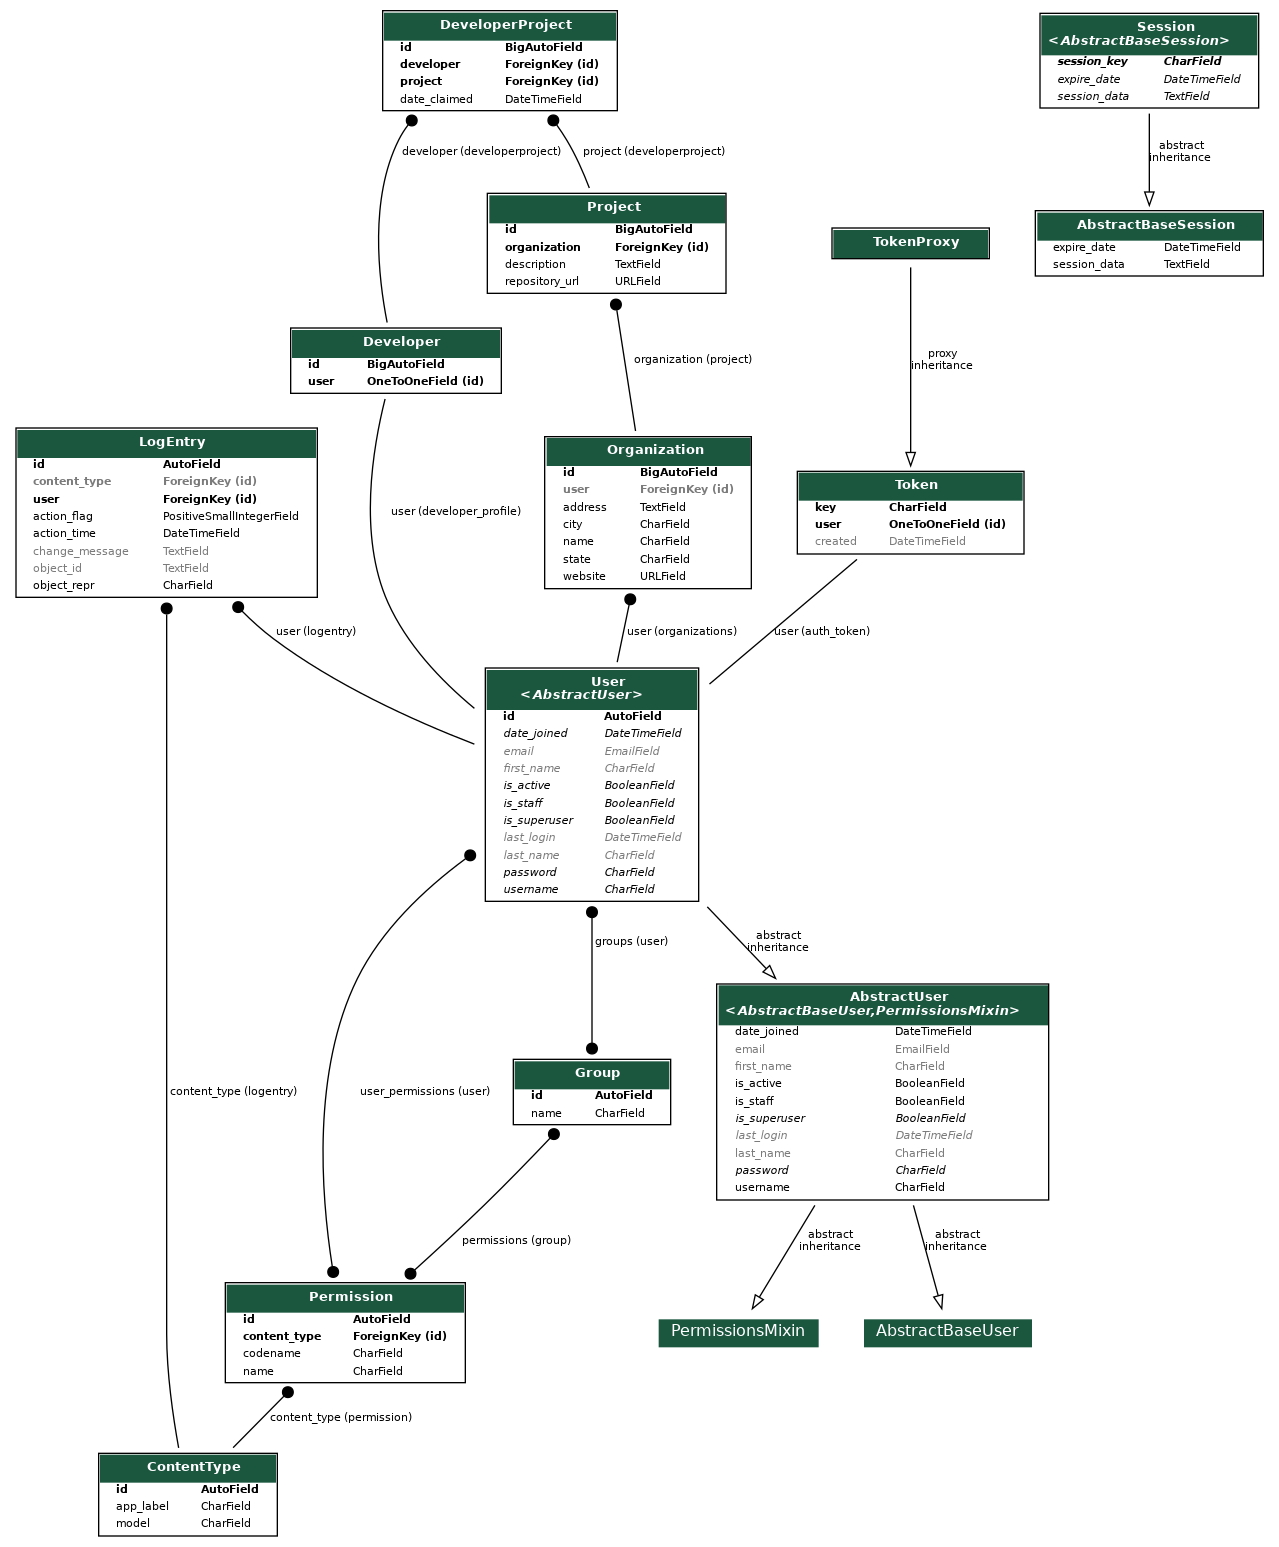 DeveloperProject
id BigAutoField
developer ForeignKey (id)
project ForeignKey (id)
date_claimed DateTimeField
Session
<AbstractBaseSession>
session_key CharField
expire_date DateTimeField
session_data TextField
developer (developerproject)
project (developerproject)
abstract
inheritance
Project
id BigAutoField
organization ForeignKey (id)
description TextField
repository_url URLField
TokenProxy
AbstractBaseSession
expire_date DateTimeField
session_data TextField
Developer
id BigAutoField
user OneToOneField (id)
organization (project)
proxy
inheritance
LogEntry
id AutoField
content_type ForeignKey (id)
user ForeignKey (id)
action_flag PositiveSmallIntegerField
action_time DateTimeField
change_message TextField
object_id TextField
object_repr CharField
user (developer_profile)
Organization
id BigAutoField
user ForeignKey (id)
address TextField
city CharField
name CharField
state CharField
website URLField
Token
key CharField
user OneToOneField (id)
created DateTimeField
user (logentry)
user (organizations)
user (auth_token)
User
<AbstractUser>
id AutoField
date_joined DateTimeField
email EmailField
first_name CharField
is_active BooleanField
is_staff BooleanField
is_superuser BooleanField
last_login DateTimeField
last_name CharField
password CharField
username CharField
groups (user)
abstract
inheritance
AbstractUser
<AbstractBaseUser,PermissionsMixin>
date_joined DateTimeField
email EmailField
first_name CharField
is_active BooleanField
is_staff BooleanField
is_superuser BooleanField
last_login DateTimeField
last_name CharField
password CharField
username CharField
content_type (logentry)
user_permissions (user)
Group
id AutoField
name CharField
permissions (group)
abstract
inheritance
abstract
inheritance
Permission
id AutoField
content_type ForeignKey (id)
codename CharField
name CharField
PermissionsMixin
AbstractBaseUser
content_type (permission)
ContentType
id AutoField
app_label CharField
model CharField